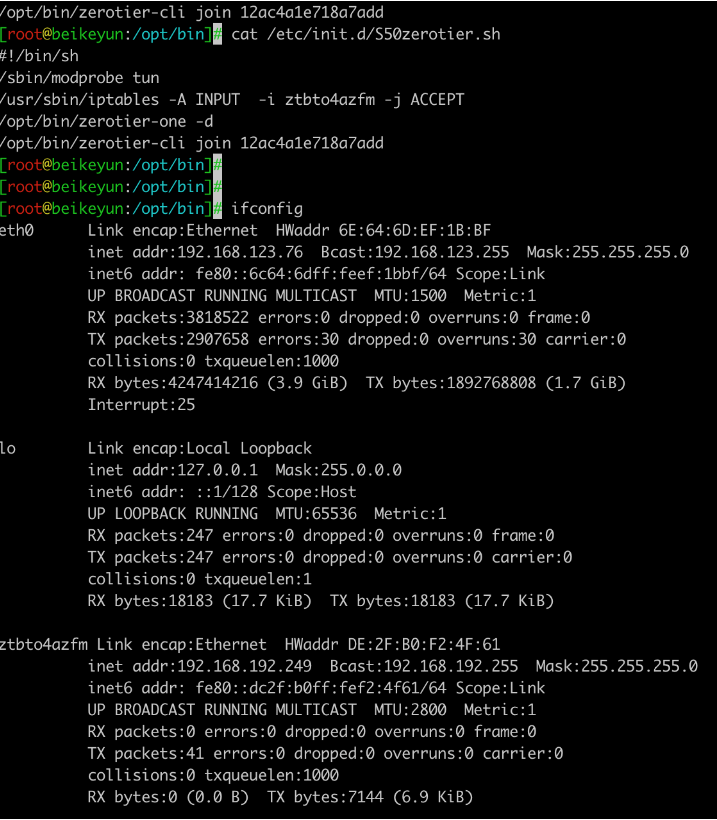 /opt/bin/zerotier-cli join 12ac4a1e718a7add
[root@beikeyun:/opt/bin]# cat /etc/init.d/S50zerotier.sh
#!/bin/sh
/sbin/modprobe tun
/usr/sbin/iptables -A INPUT  -i ztbto4azfm -j ACCEPT
/opt/bin/zerotier-one -d
/opt/bin/zerotier-cli join 12ac4a1e718a7add
[root@beikeyun:/opt/bin]#
[root@beikeyun:/opt/bin]#
[root@beikeyun:/opt/bin]# ifconfig
eth0      Link encap:Ethernet  HWaddr 6E:64:6D:EF:1B:BF
          inet addr:192.168.123.76  Bcast:192.168.123.255  Mask:255.255.255.0
          inet6 addr: fe80::6c64:6dff:feef:1bbf/64 Scope:Link
          UP BROADCAST RUNNING MULTICAST  MTU:1500  Metric:1
          RX packets:3818522 errors:0 dropped:0 overruns:0 frame:0
          TX packets:2907658 errors:30 dropped:0 overruns:30 carrier:0
          collisions:0 txqueuelen:1000
          RX bytes:4247414216 (3.9 GiB)  TX bytes:1892768808 (1.7 GiB)
          Interrupt:25
lo        Link encap:Local Loopback
          inet addr:127.0.0.1  Mask:255.0.0.0
          inet6 addr: ::1/128 Scope:Host
          UP LOOPBACK RUNNING  MTU:65536  Metric:1
          RX packets:247 errors:0 dropped:0 overruns:0 frame:0
          TX packets:247 errors:0 dropped:0 overruns:0 carrier:0
          collisions:0 txqueuelen:1
          RX bytes:18183 (17.7 KiB)  TX bytes:18183 (17.7 KiB)
ztbto4azfm Link encap:Ethernet  HWaddr DE:2F:B0:F2:4F:61
          inet addr:192.168.192.249  Bcast:192.168.192.255  Mask:255.255.255.0
          inet6 addr: fe80::dc2f:b0ff:fef2:4f61/64 Scope:Link
          UP BROADCAST RUNNING MULTICAST  MTU:2800  Metric:1
          RX packets:0 errors:0 dropped:0 overruns:0 frame:0
          TX packets:41 errors:0 dropped:0 overruns:0 carrier:0
          collisions:0 txqueuelen:1000
          RX bytes:0 (0.0 B)  TX bytes:7144 (6.9 KiB)